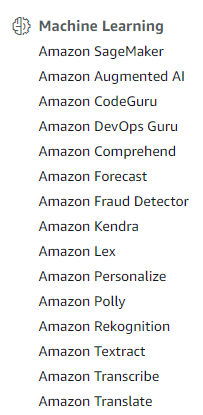 Machine Learning
Amazon SageMaker
Amazon Augmented AI
Amazon CodeGuru
Amazon DevOps Guru
Amazon Comprehend
Amazon Forecast
Amazon Fraud Detector
Amazon Kendra
Amazon Lex
Amazon Personalize
Amazon Polly
Amazon Rekognition
Amazon Textract
Amazon Transcribe
Amazon Translate